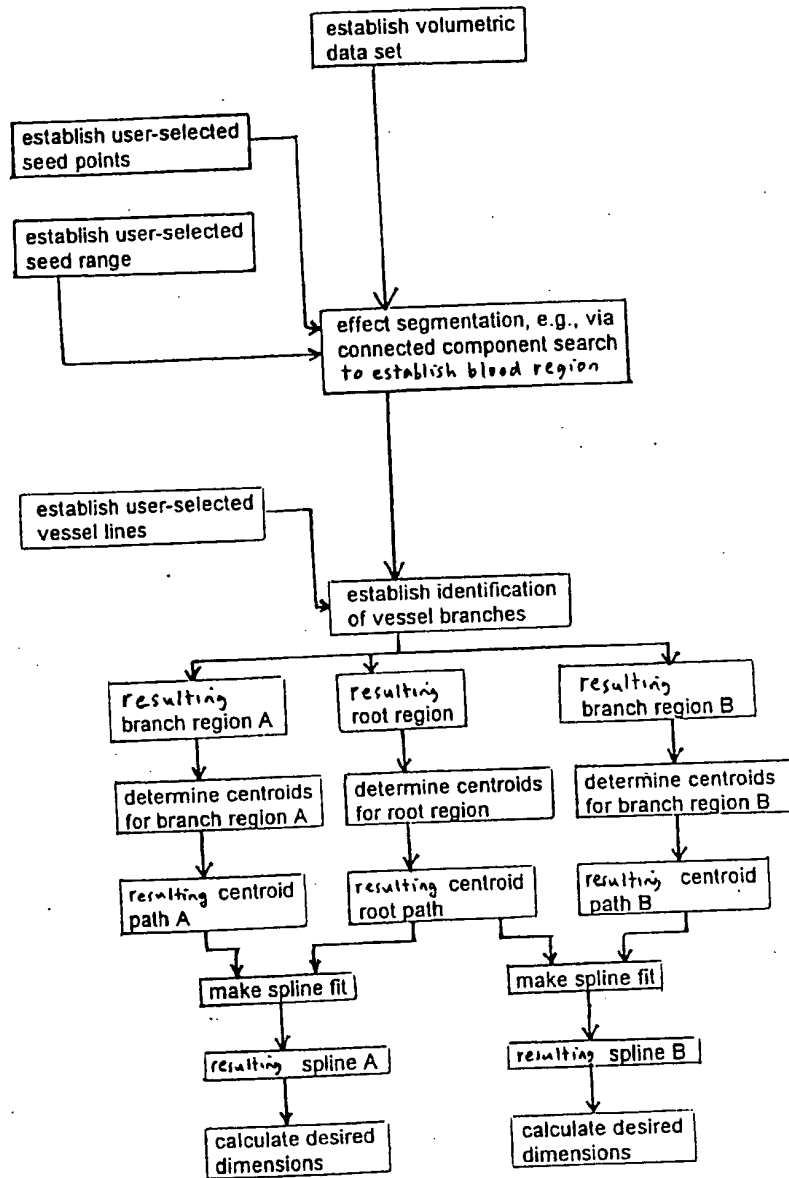 establish volumetric
data set
establish user-selected
seed points
establish user-selected
seed range
effect segmentation, e.g., via
connected component search
to establish blood region
establish user-selected
vessel lines
establish identification
of vessel branches
resulting
branch region A
resulting
root region
resulting
branch region B
determine centroids
for branch region A
determine centroids
for root region
determine centroids
for branch region B
resulting centroid
path A
resulting centroid
root path
resulting centroid
path B
make spline fit
make spline fit
resulting spline A
resulting spline B
calculate desired
dimensions
calculate desired
dimensions